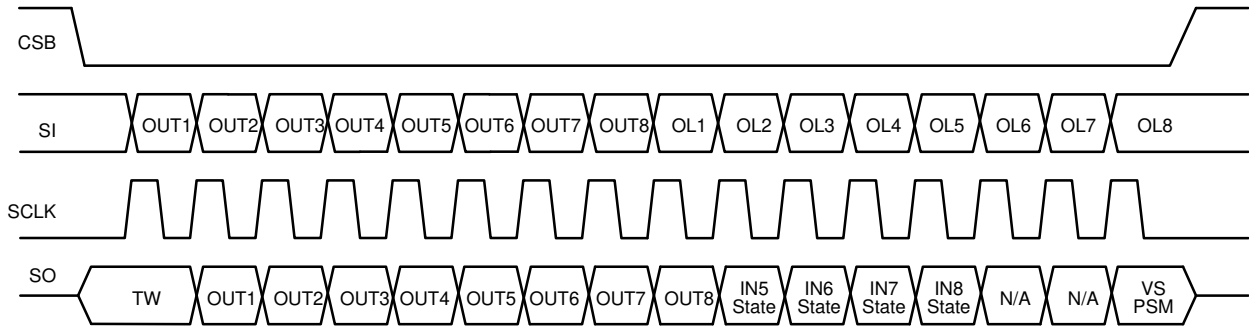 CSB
SI OUT1 OUT2 OUT3 OUT4 OUT5 OUT6 OUT7 OUT8 OL1 OL2 OL3 OL4 OL5 OL6 OL7 OL8
SCLK
SO TW OUT1 OUT2 OUT3 OUT4 OUT5 OUT6 OUT7 OUT8 IN5 State IN6 State IN7 State IN8 State N/A N/A VS PSM